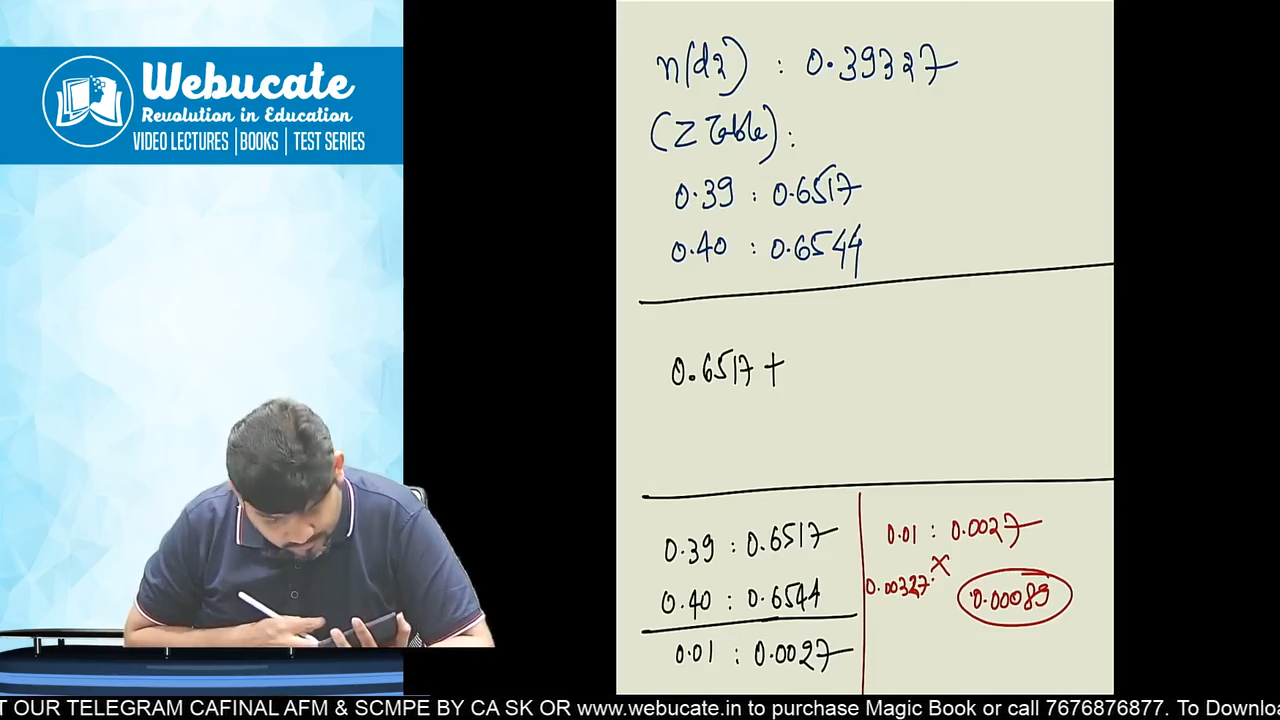 Webucate
Revolution in Education
VIDEO LECTURES | BOOKS | TEST SERIES
n(d2) : 0.39327
(Z Table) :
0.39 : 0.6517
0.40 : 0.6544
0.6517 +
0.39 : 0.6517
0.40 : 0.6544
0.01 : 0.0027
0.01 : 0.0027
0.00327 : x
0.00089
T OUR TELEGRAM CAFINAL AFM & SCMPE BY CA SK OR www.webucate.in to purchase Magic Book or call 7676876877. To Downloa